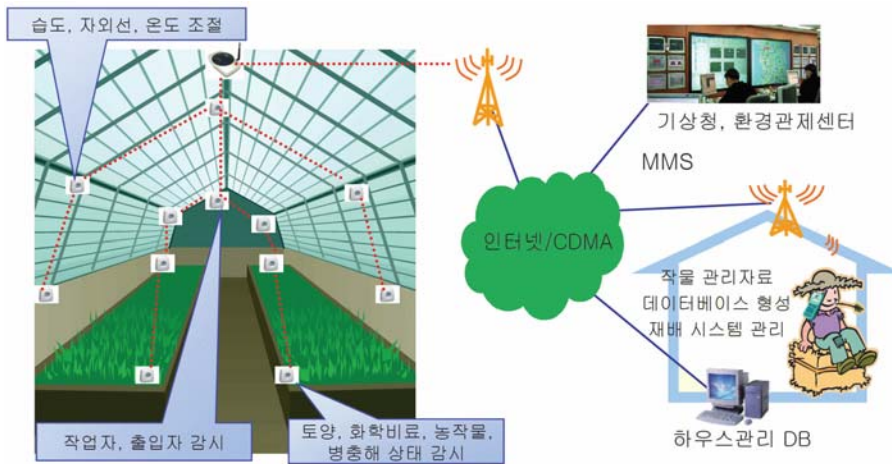 습도, 자외선, 온도 조절
기상청, 환경관제센터
MMS
인터넷/CDMA
작물 관리자료
데이터베이스 형성
재배 시스템 관리
작업자, 출입자 감시
토양, 화학비료, 농작물,
병충해 상태 감시
하우스관리 DB